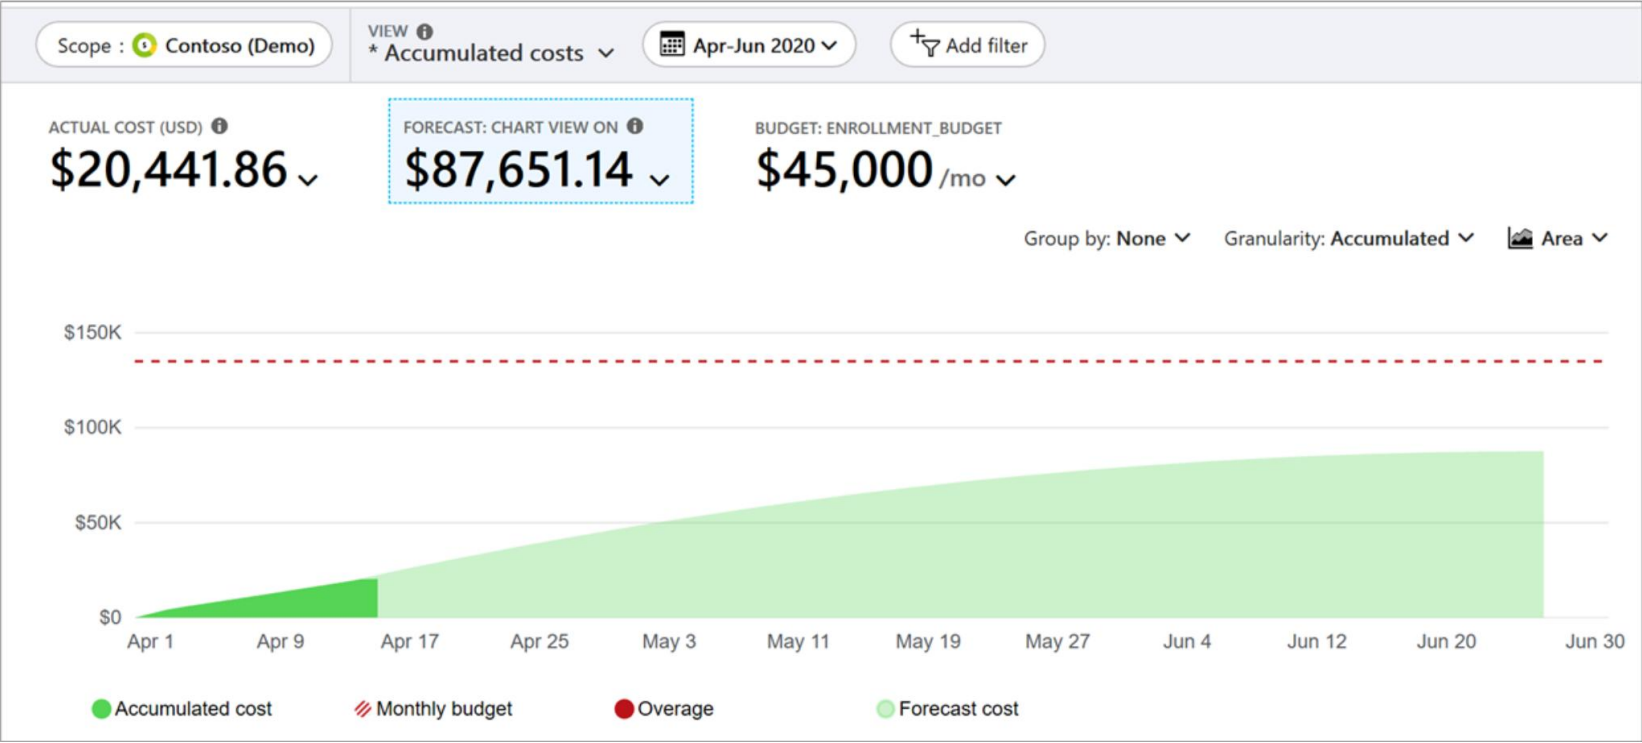 Scope : Contoso (Demo)
VIEW
* Accumulated costs
Apr-Jun 2020
Add filter
ACTUAL COST (USD)
$20,441.86
FORECAST: CHART VIEW ON
$87,651.14
BUDGET: ENROLLMENT_BUDGET
$45,000 /mo
Group by: None
Granularity: Accumulated
Area
$150K
$100K
$50K
$0
Apr 1 Apr 9 Apr 17 Apr 25 May 3 May 11 May 19 May 27 Jun 4 Jun 12 Jun 20 Jun 30
Accumulated cost
Monthly budget
Overage
Forecast cost